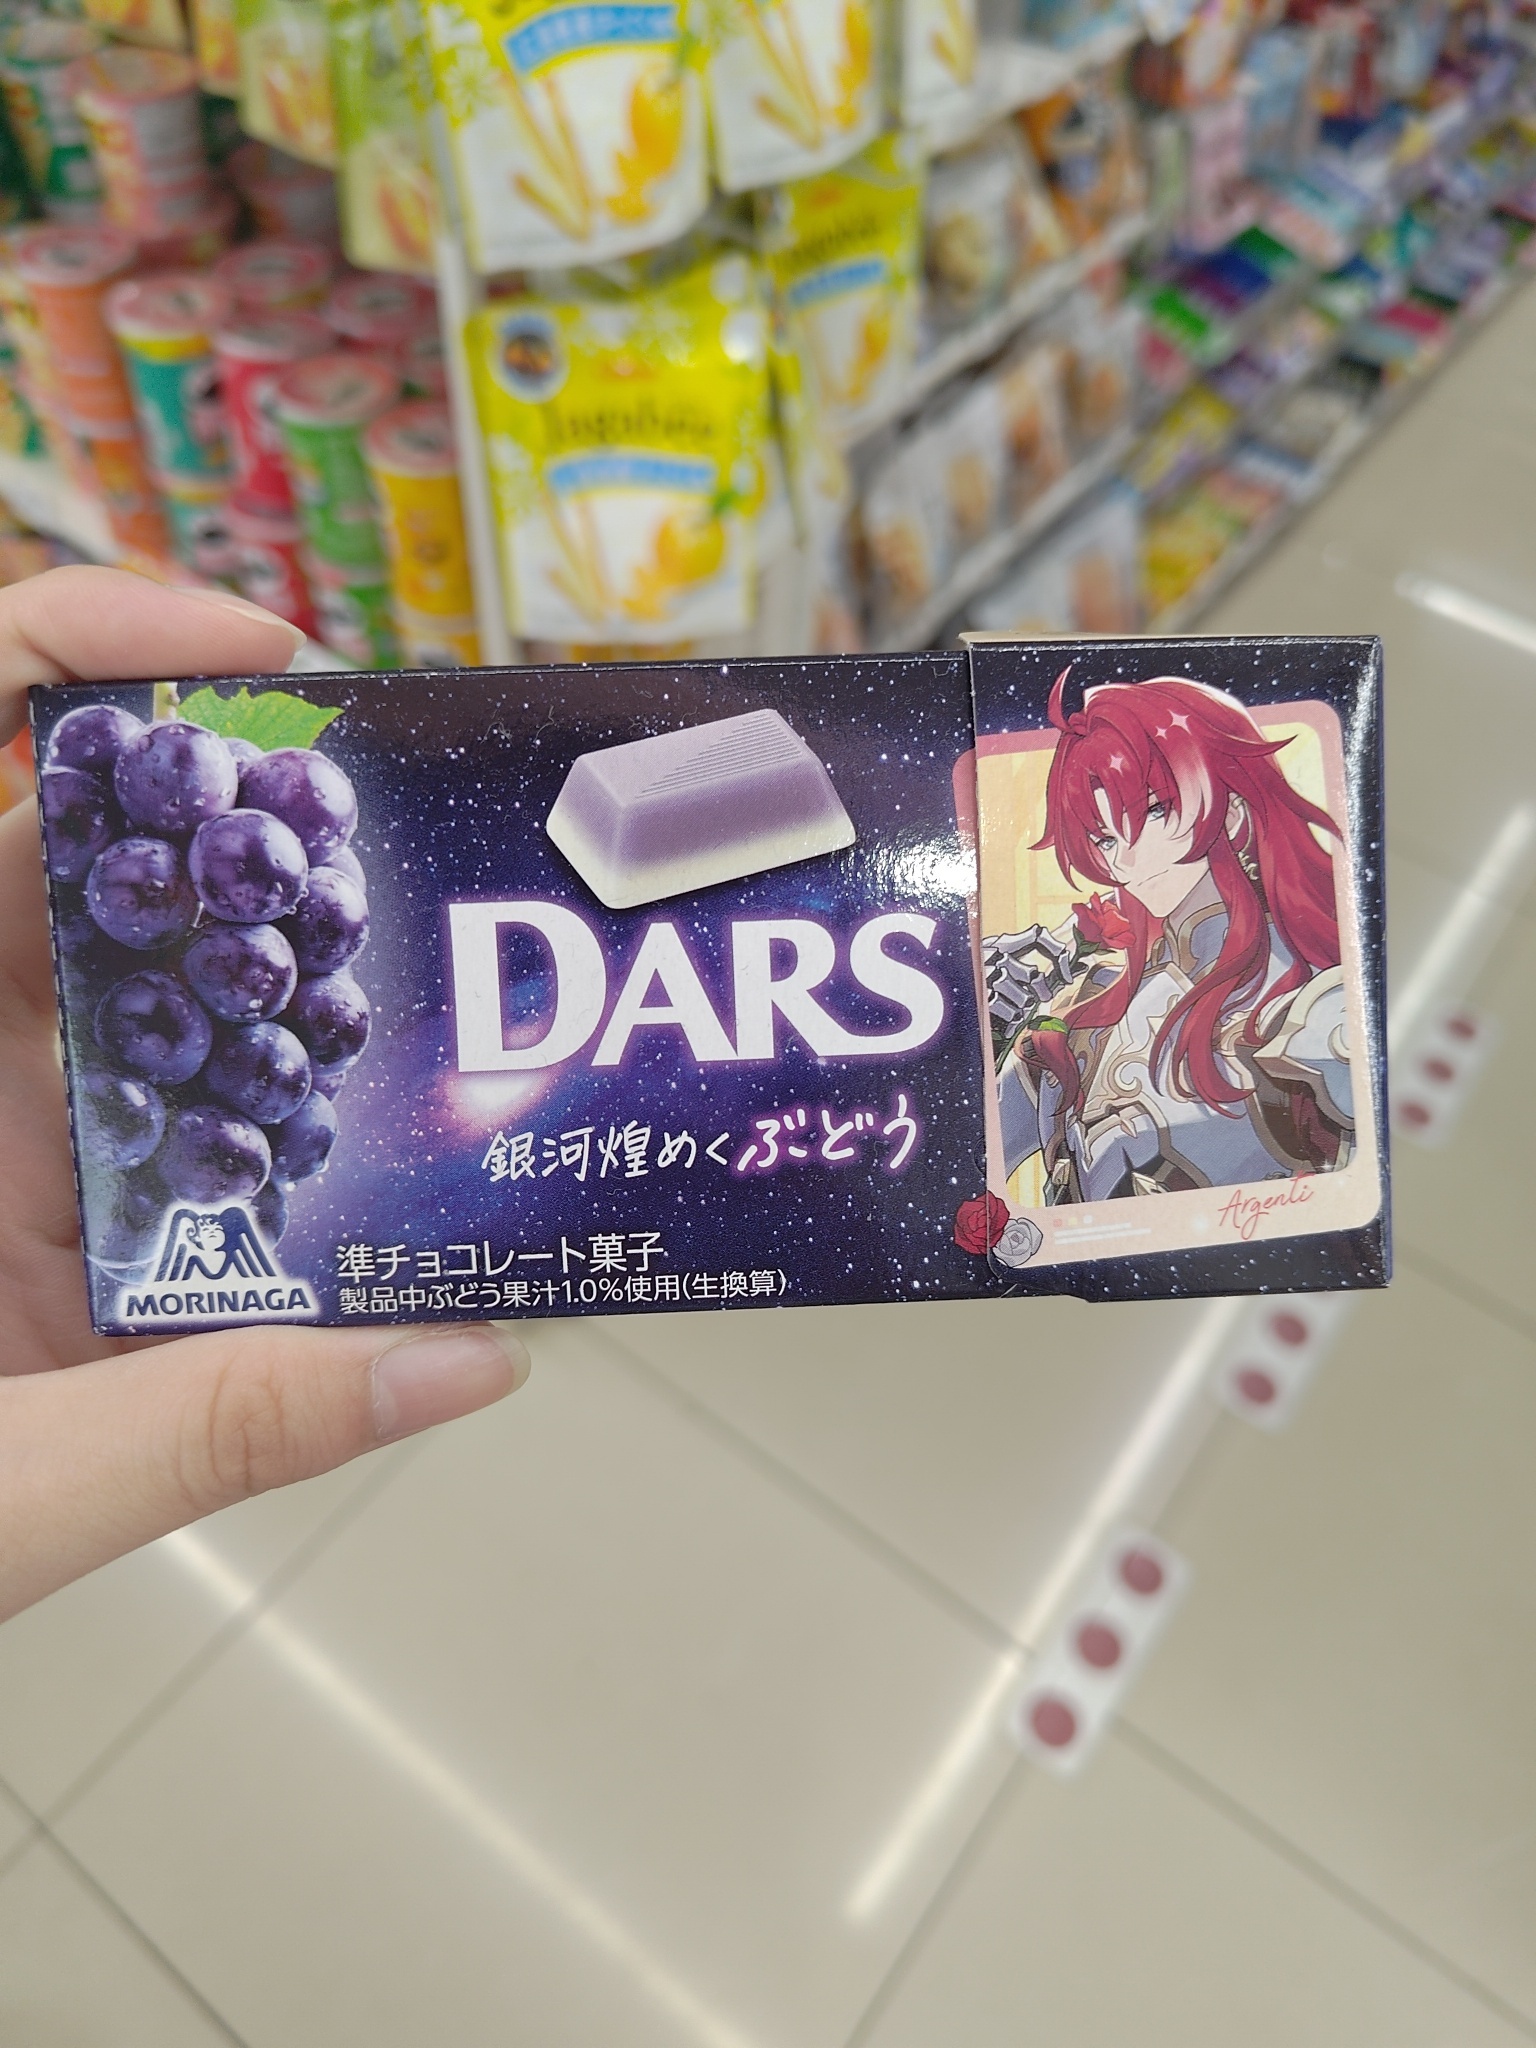 Jagabee
DARS
銀河煌めくぶどう
Argenti
MORINAGA
準チョコレート菓子
製品中ぶどう果汁1.0%使用(生換算)